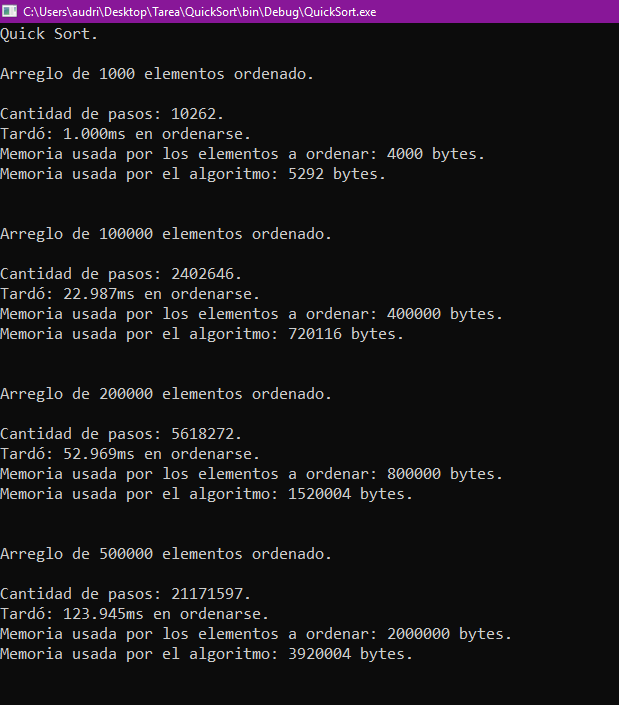 C:\Users\audri\Desktop\Tarea\QuickSort\bin\Debug\QuickSort.exe
Quick Sort.
Arreglo de 1000 elementos ordenado.
Cantidad de pasos: 10262.
Tardó: 1.000ms en ordenarse.
Memoria usada por los elementos a ordenar: 4000 bytes.
Memoria usada por el algoritmo: 5292 bytes.
Arreglo de 100000 elementos ordenado.
Cantidad de pasos: 2402646.
Tardó: 22.987ms en ordenarse.
Memoria usada por los elementos a ordenar: 400000 bytes.
Memoria usada por el algoritmo: 720116 bytes.
Arreglo de 200000 elementos ordenado.
Cantidad de pasos: 5618272.
Tardó: 52.969ms en ordenarse.
Memoria usada por los elementos a ordenar: 800000 bytes.
Memoria usada por el algoritmo: 1520004 bytes.
Arreglo de 500000 elementos ordenado.
Cantidad de pasos: 21171597.
Tardó: 123.945ms en ordenarse.
Memoria usada por los elementos a ordenar: 2000000 bytes.
Memoria usada por el algoritmo: 3920004 bytes.